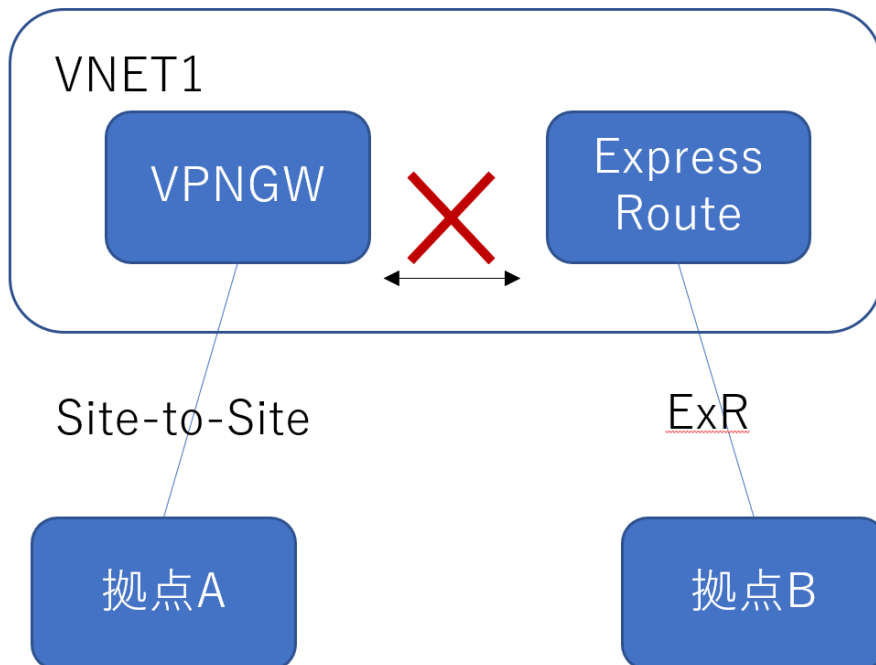 VNET1
VPNGW
Express
Route
Site-to-Site
ExR
拠点A
拠点B